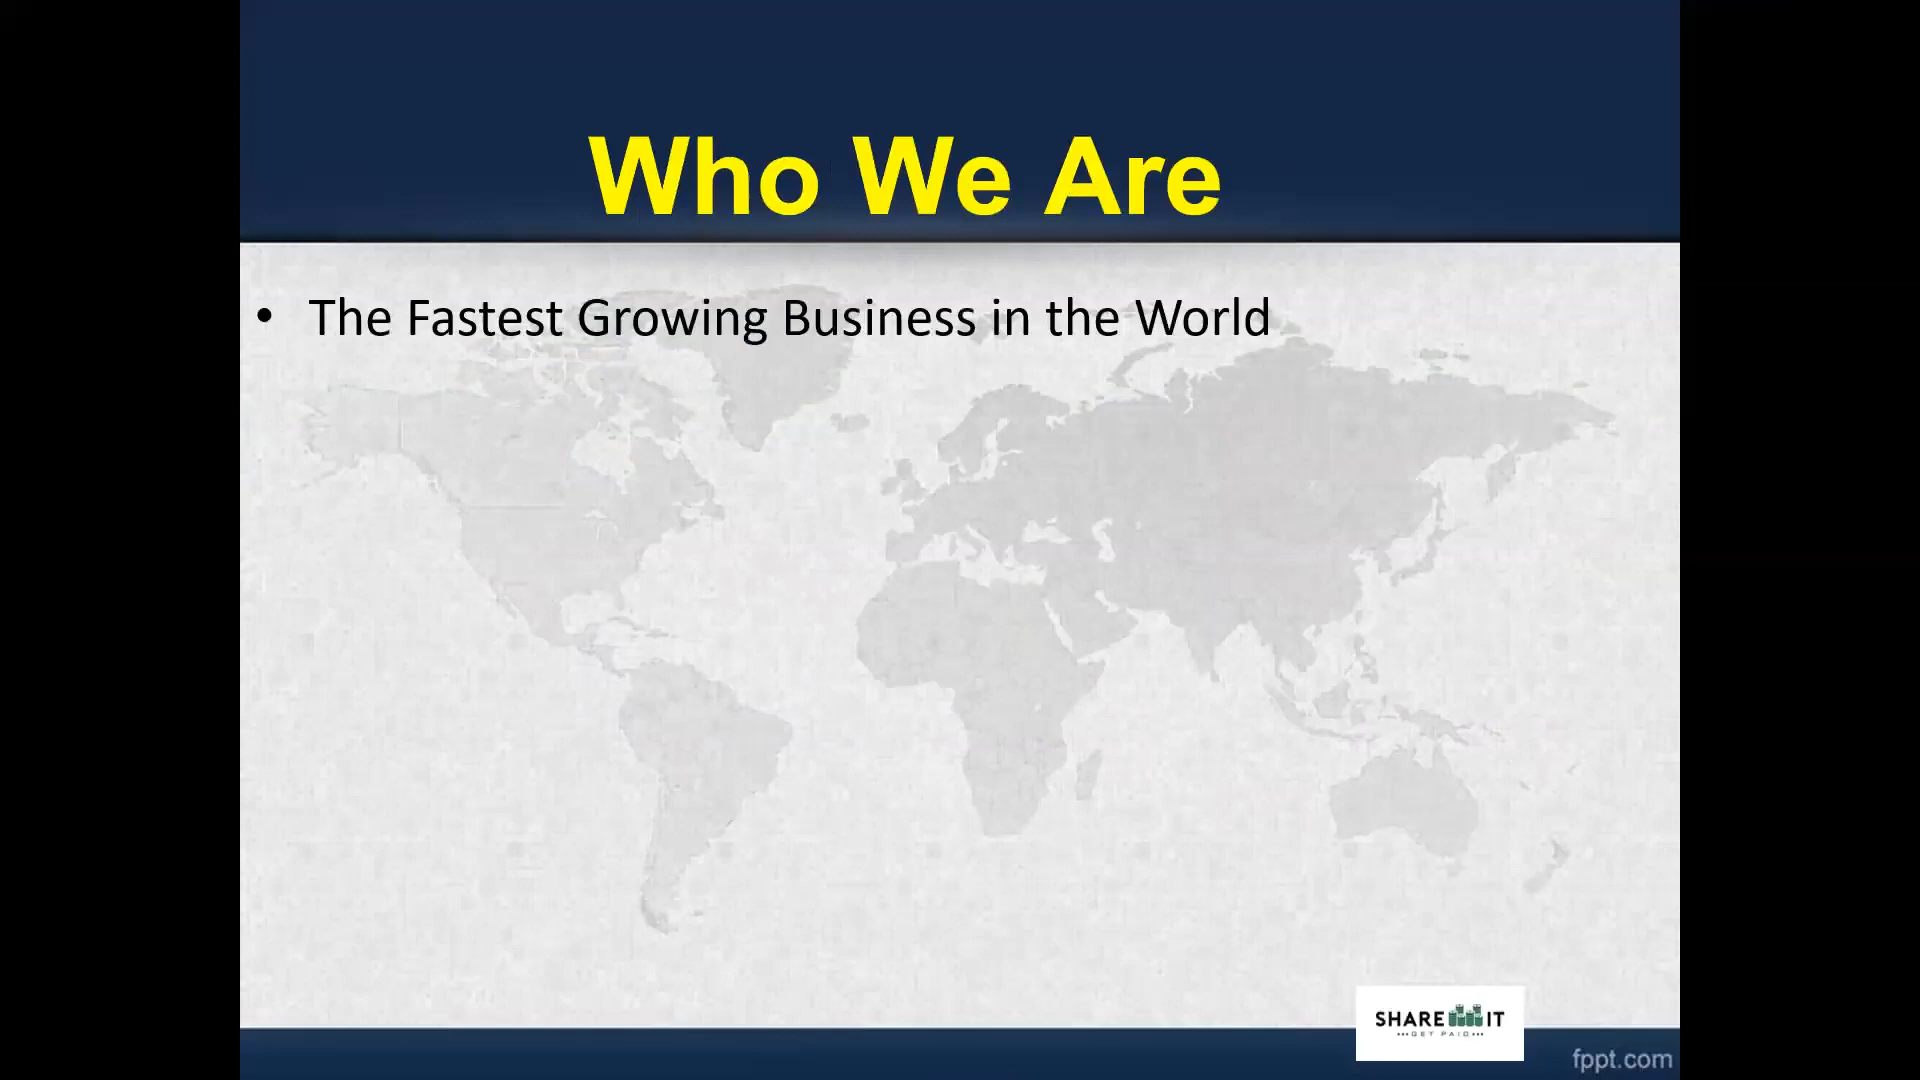 Who We Are
• The Fastest Growing Business in the World
SHARE IT
•••GET PAID•••
fppt.com